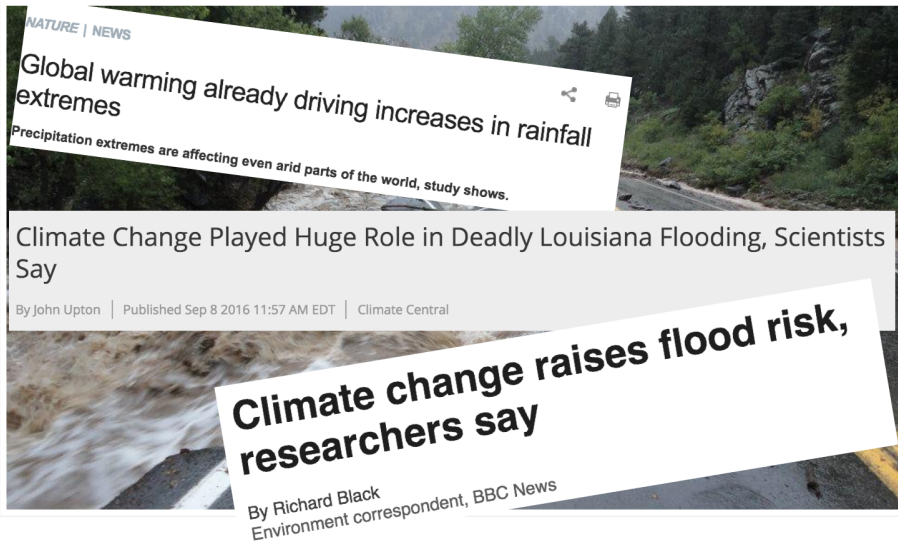 NATURE | NEWS
Global warming already driving increases in rainfall
extremes
Precipitation extremes are affecting even arid parts of the world, study shows.
Climate Change Played Huge Role in Deadly Louisiana Flooding, Scientists
Say
By John Upton | Published Sep 8 2016 11:57 AM EDT | Climate Central
Climate change raises flood risk,
researchers say
By Richard Black
Environment correspondent, BBC News